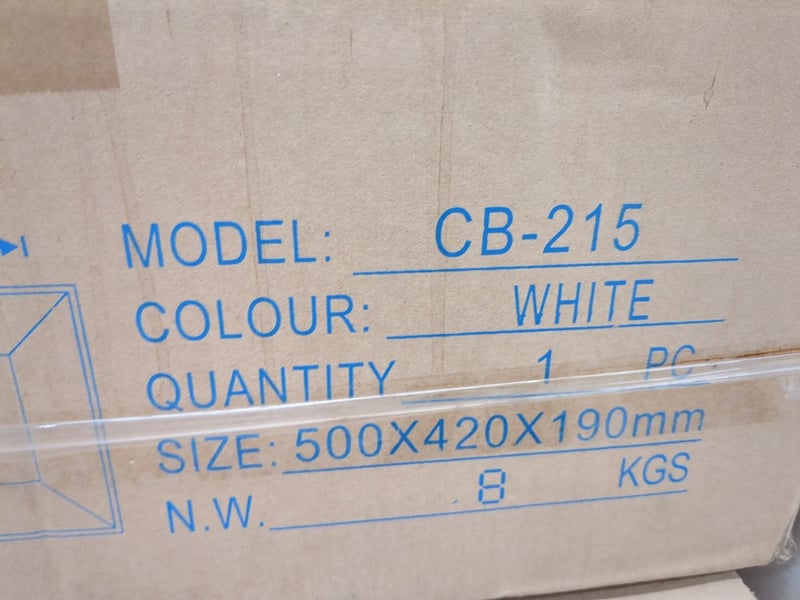 MODEL: CB-215
COLOUR: WHITE
QUANTITY 1 PC
SIZE: 500X420X190mm
N.W. 8 KGS